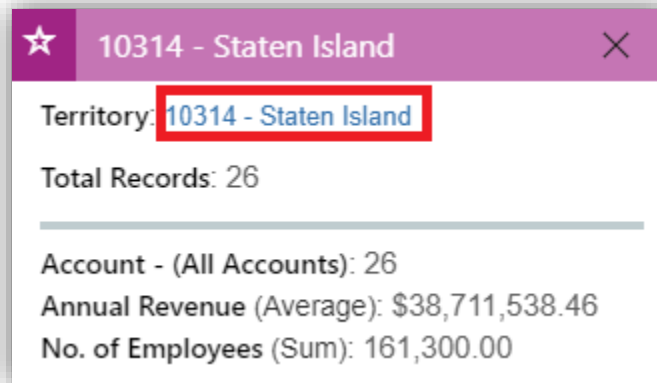 10314 - Staten Island
Territory: 10314 - Staten Island
Total Records: 26
Account - (All Accounts): 26
Annual Revenue (Average): $38,711,538.46
No. of Employees (Sum): 161,300.00